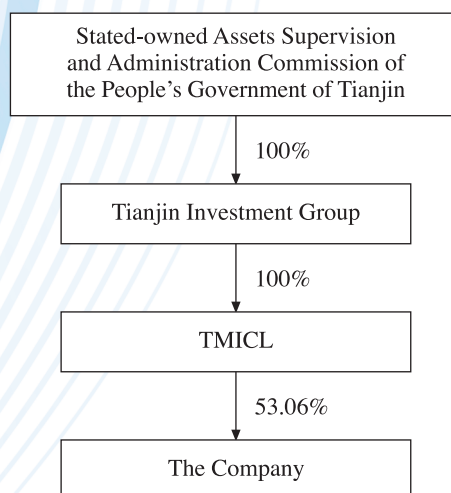 Stated-owned Assets Supervision
and Administration Commission of
the People’s Government of Tianjin
100%
Tianjin Investment Group
100%
TMICL
53.06%
The Company